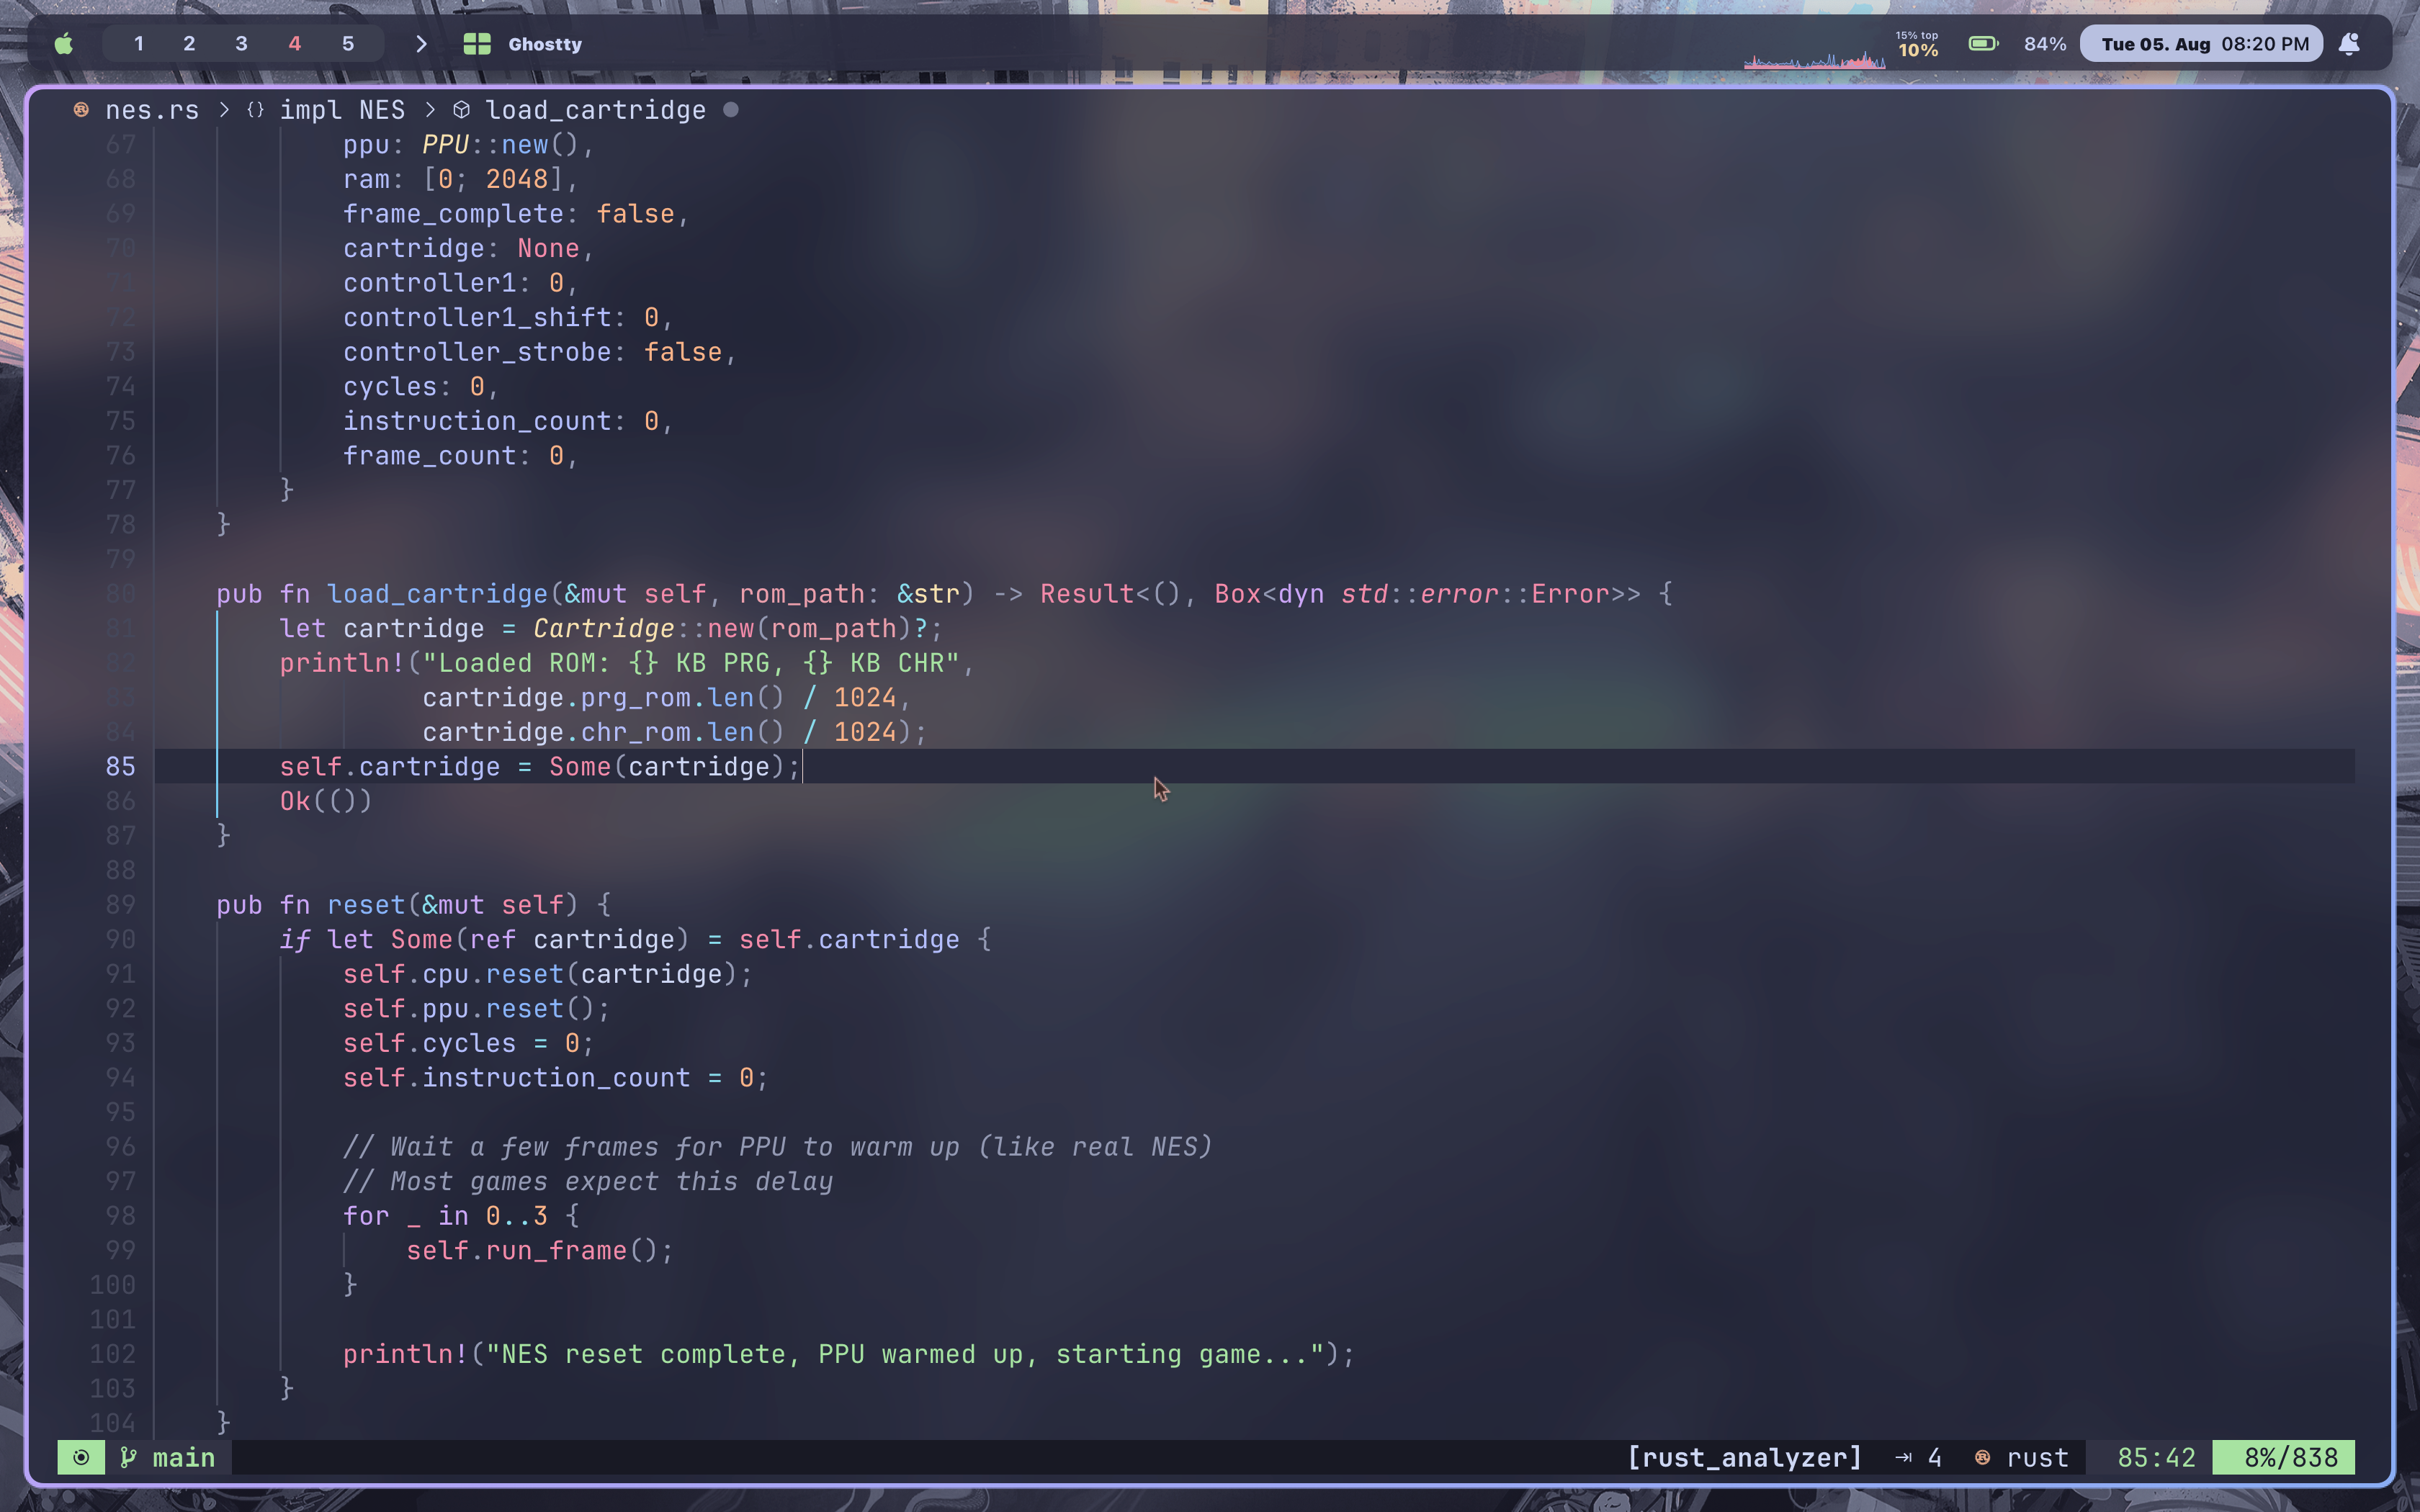 1 2 3 4 5 Ghostty 15% top 10% 84% Tue 05. Aug 08:20 PM
nes.rs > {} impl NES > load_cartridge
67 ppu: PPU::new(),
68 ram: [0; 2048],
69 frame_complete: false,
70 cartridge: None,
71 controller1: 0,
72 controller1_shift: 0,
73 controller_strobe: false,
74 cycles: 0,
75 instruction_count: 0,
76 frame_count: 0,
77 }
78 }
79
80 pub fn load_cartridge(&mut self, rom_path: &str) -> Result<(), Box<dyn std::error::Error>> {
81 let cartridge = Cartridge::new(rom_path)?;
82 println!("Loaded ROM: {} KB PRG, {} KB CHR",
83 cartridge.prg_rom.len() / 1024,
84 cartridge.chr_rom.len() / 1024);
85 self.cartridge = Some(cartridge);
86 Ok(())
87 }
88
89 pub fn reset(&mut self) {
90 if let Some(ref cartridge) = self.cartridge {
91 self.cpu.reset(cartridge);
92 self.ppu.reset();
93 self.cycles = 0;
94 self.instruction_count = 0;
95
96 // Wait a few frames for PPU to warm up (like real NES)
97 // Most games expect this delay
98 for _ in 0..3 {
99 self.run_frame();
100 }
101
102 println!("NES reset complete, PPU warmed up, starting game...");
103 }
104 }
main [rust_analyzer] 4 rust 85:42 8%/838